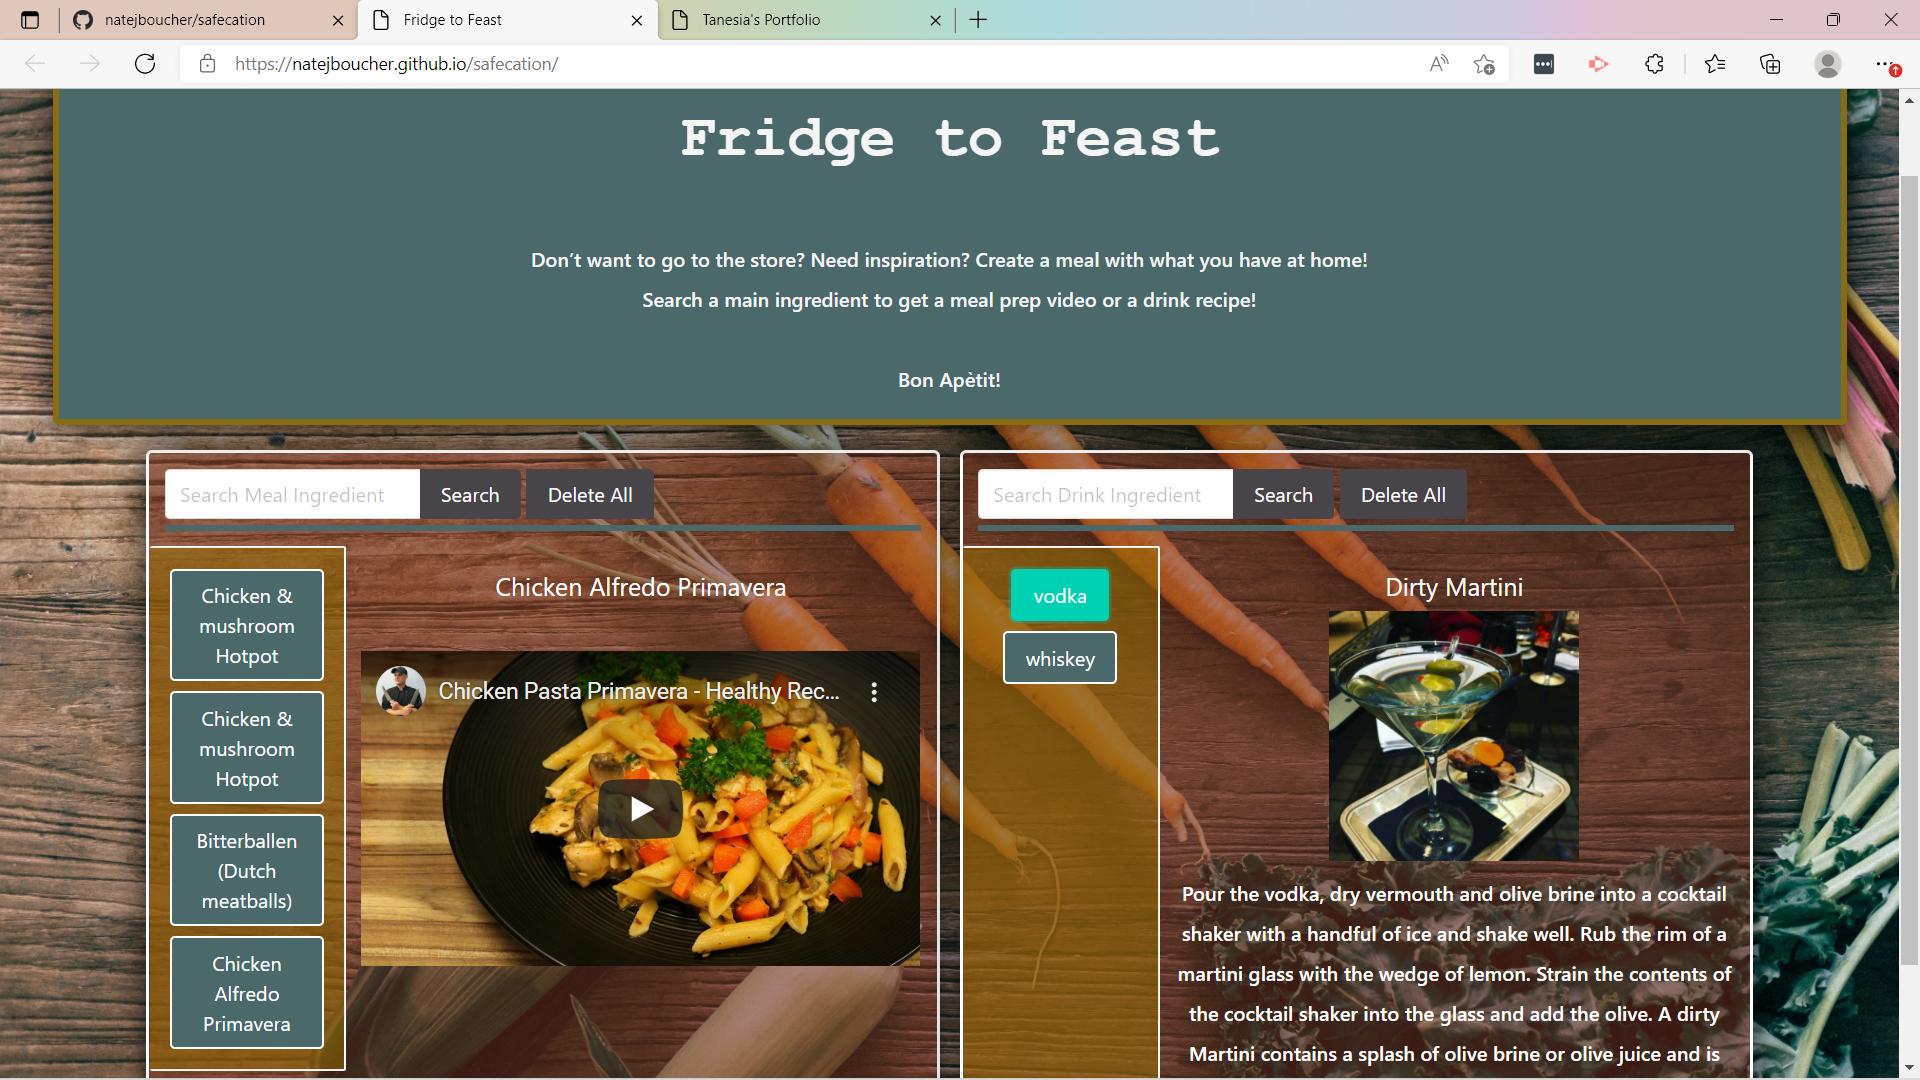 natejboucher/safecation
Fridge to Feast
Tanesia's Portfolio
https://natejboucher.github.io/safecation/
Fridge to Feast
Don’t want to go to the store? Need inspiration? Create a meal with what you have at home!
Search a main ingredient to get a meal prep video or a drink recipe!
Bon Apètit!
Search Meal Ingredient
Search
Delete All
Chicken &
mushroom
Hotpot
Chicken &
mushroom
Hotpot
Bitterballen
(Dutch
meatballs)
Chicken
Alfredo
Primavera
Chicken Alfredo Primavera
Chicken Pasta Primavera - Healthy Rec...
Search Drink Ingredient
Search
Delete All
vodka
whiskey
Dirty Martini
Pour the vodka, dry vermouth and olive brine into a cocktail
shaker with a handful of ice and shake well. Rub the rim of a
martini glass with the wedge of lemon. Strain the contents of
the cocktail shaker into the glass and add the olive. A dirty
Martini contains a splash of olive brine or olive juice and is